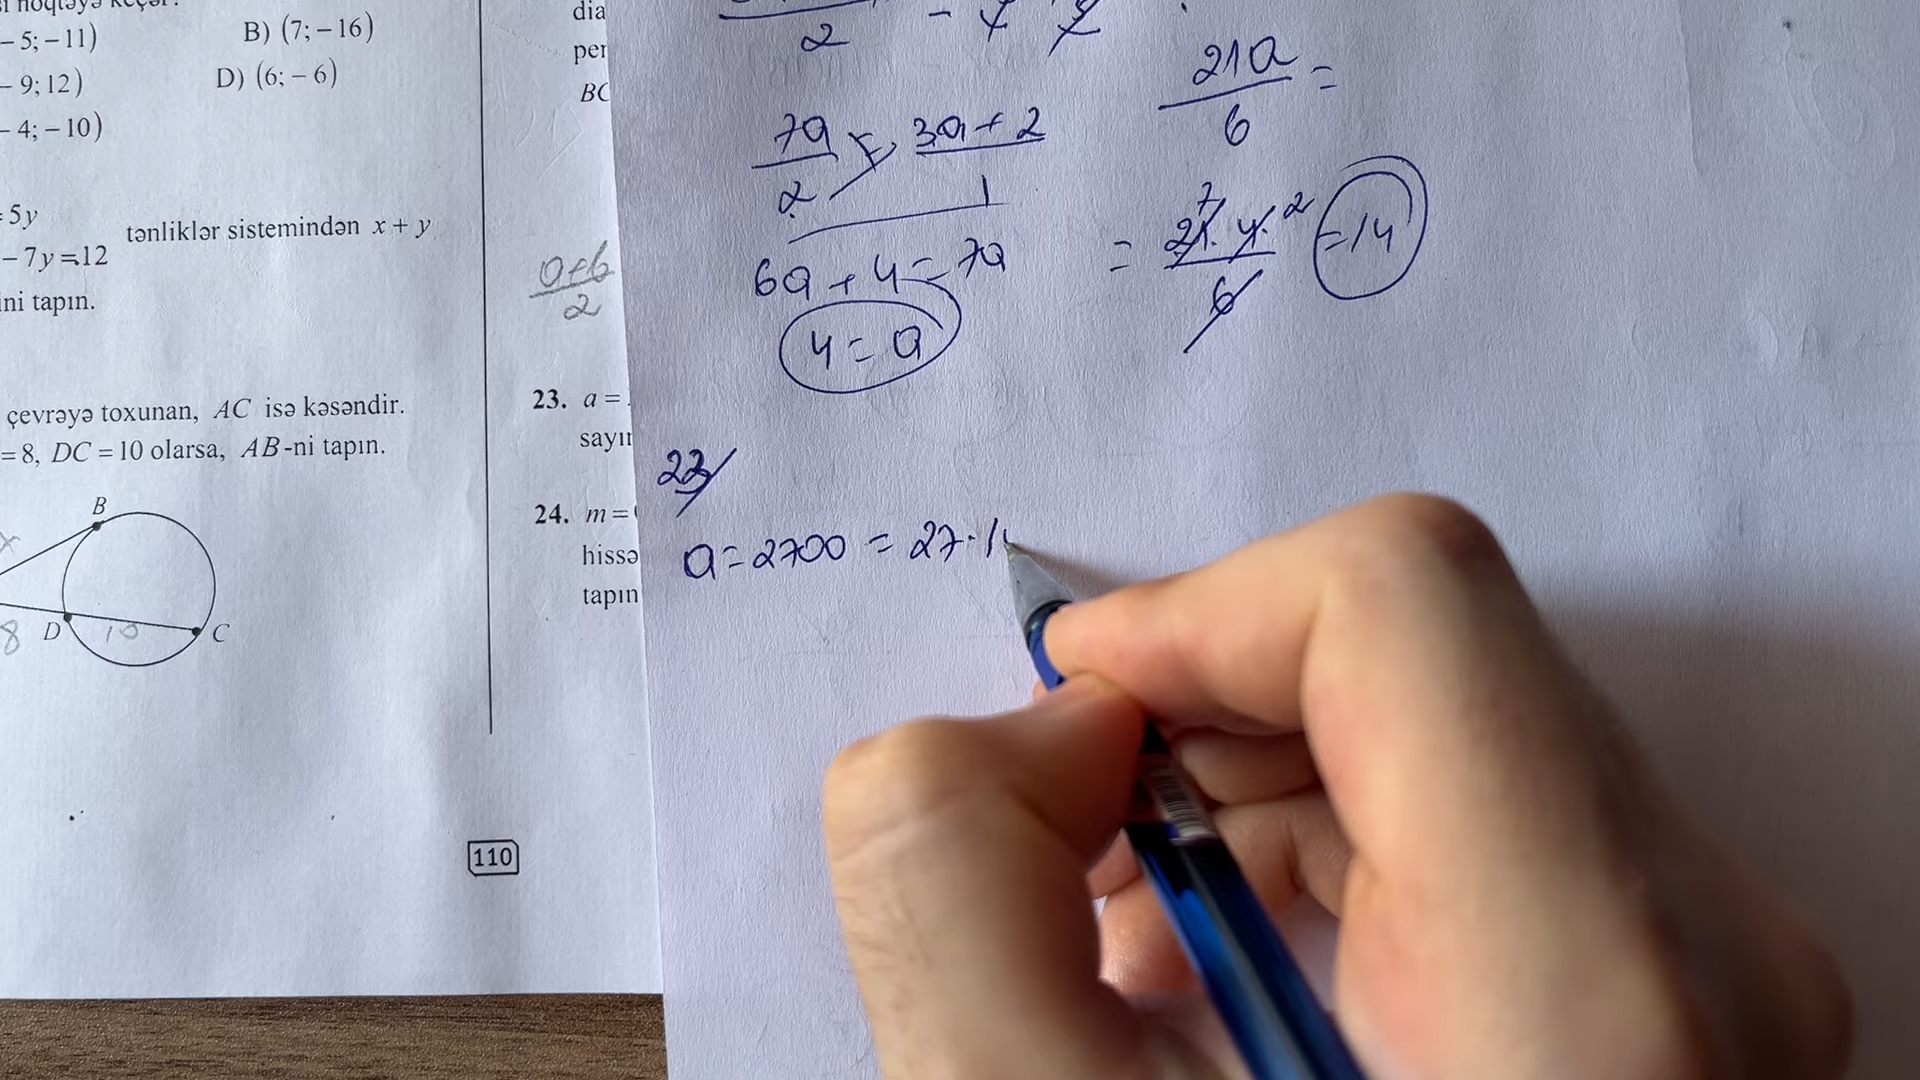 – 5; – 11) B) (7; – 16)
– 9; 12) D) (6; – 6)
– 4; – 10)
5y
– 7y = 12 tənliklər sistemindən x + y
ini tapın.
çevrəyə toxunan, AC isə kəsəndir.
= 8, DC = 10 olarsa, AB-ni tapın.
B
x
8 D 10 C
110
dia
per
BC
a+b
2
23. a =
sayın
24. m =
hissə
tapın
2
7a = 3a + 2
2 1
6a + 4 = 7a
4 = a
21a =
6
= 21 · 4 = 14
7 2
6
23
a = 2700 = 27 · 1